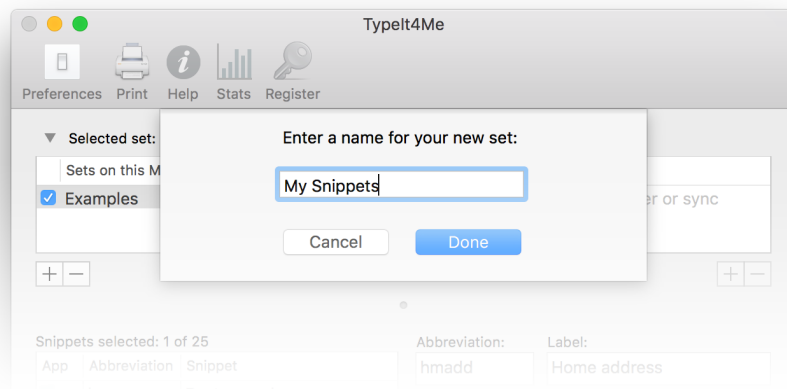 TypeIt4Me
Preferences Print Help Stats Register
Selected set:
Enter a name for your new set:
Sets on this M
My Snippets
Examples
er or sync
Cancel Done
Snippets selected: 1 of 25
Abbreviation: Label:
App Abbreviation Snippet
hmadd Home address